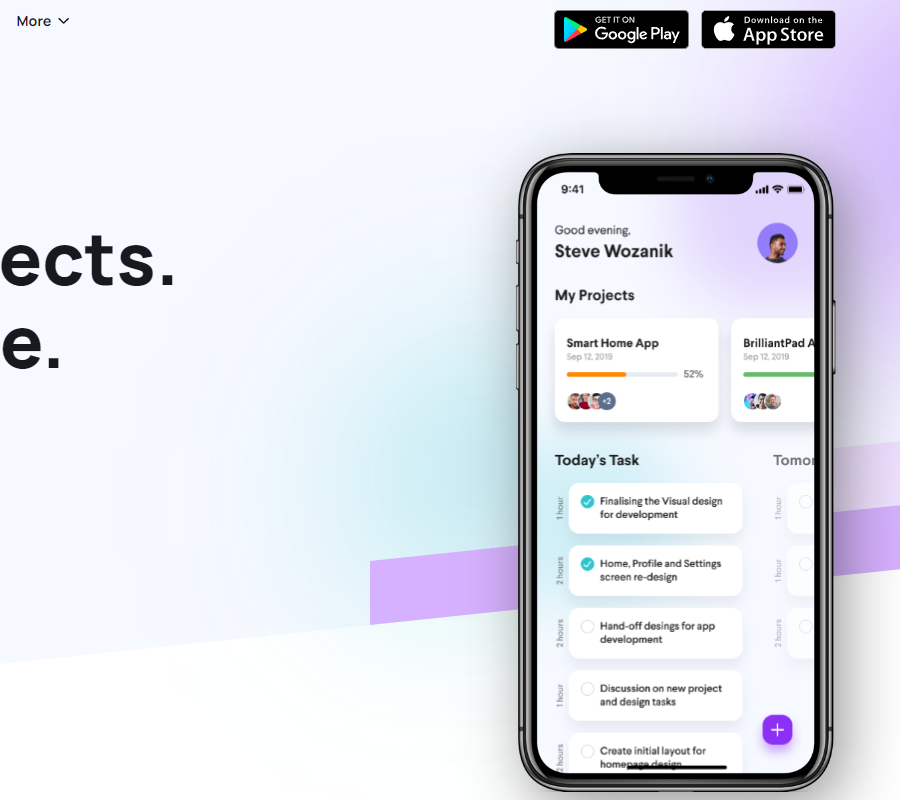 More
GET IT ON
Google Play
Download on the
App Store
ects.
e.
9:41
Good evening,
Steve Wozanik
My Projects
Smart Home App
Sep 12, 2019
52%
+2
BrilliantPad A
Sep 12, 2019
Today's Task
Tomor
1 hour
Finalising the Visual design
for development
1 hour
2 hours
Home, Profile and Settings
screen re-design
1 hour
2 hours
Hand-off desings for app
development
2 hours
1 hour
Discussion on new project
and design tasks
2 hours
Create initial layout for
homepage design